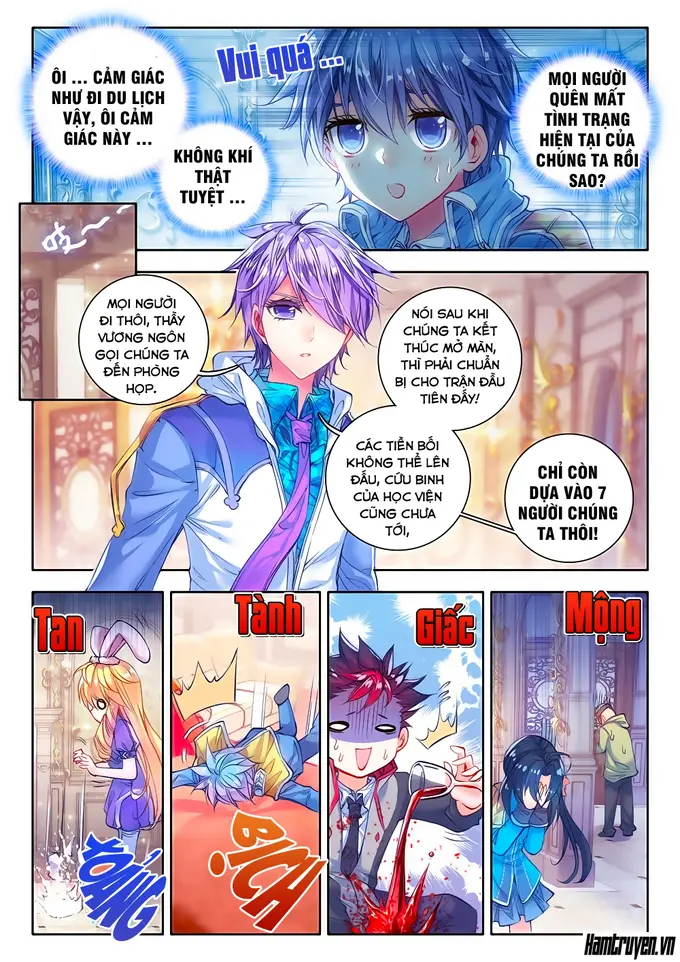 Vui quá ...
ÔI ... CẢM GIÁC
NHƯ ĐI DU LỊCH
VẬY, ÔI CẢM
GIÁC NÀY ...
KHÔNG KHÍ
THẬT
TUYỆT ...
MỌI NGƯỜI
QUÊN MẤT
TÌNH TRẠNG
HIỆN TẠI CỦA
CHÚNG TA RỒI
SAO?
吱~
MỌI NGƯỜI
ĐI THÔI, THẦY
VƯƠNG NGÔN
GỌI CHÚNG TA
ĐẾN PHÒNG
HỌP.
NÓI SAU KHI
CHÚNG TA KẾT
THÚC MỞ MÀN,
THÌ PHẢI CHUẨN
BỊ CHO TRẬN ĐẤU
TIÊN ĐẤY!
CÁC TIỀN BỐI
KHÔNG THỂ LÊN
ĐẤU, CỨU BINH
CỦA HỌC VIỆN
CŨNG CHƯA
TỚI,
CHỈ CÒN
DỰA VÀO 7
NGƯỜI CHÚNG
TA THÔI!
Tan
Tành
Giấc
Mộng
XOẢNG
BỊCH
Hamtruyen.vn